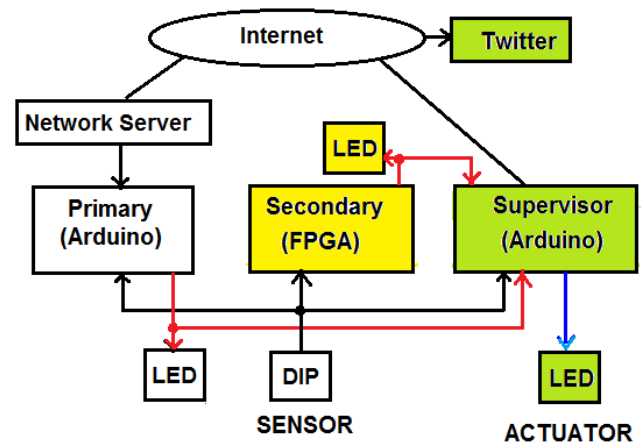 Internet
Twitter
Network Server
LED
Primary
(Arduino)
Secondary
(FPGA)
Supervisor
(Arduino)
LED
DIP
LED
SENSOR
ACTUATOR